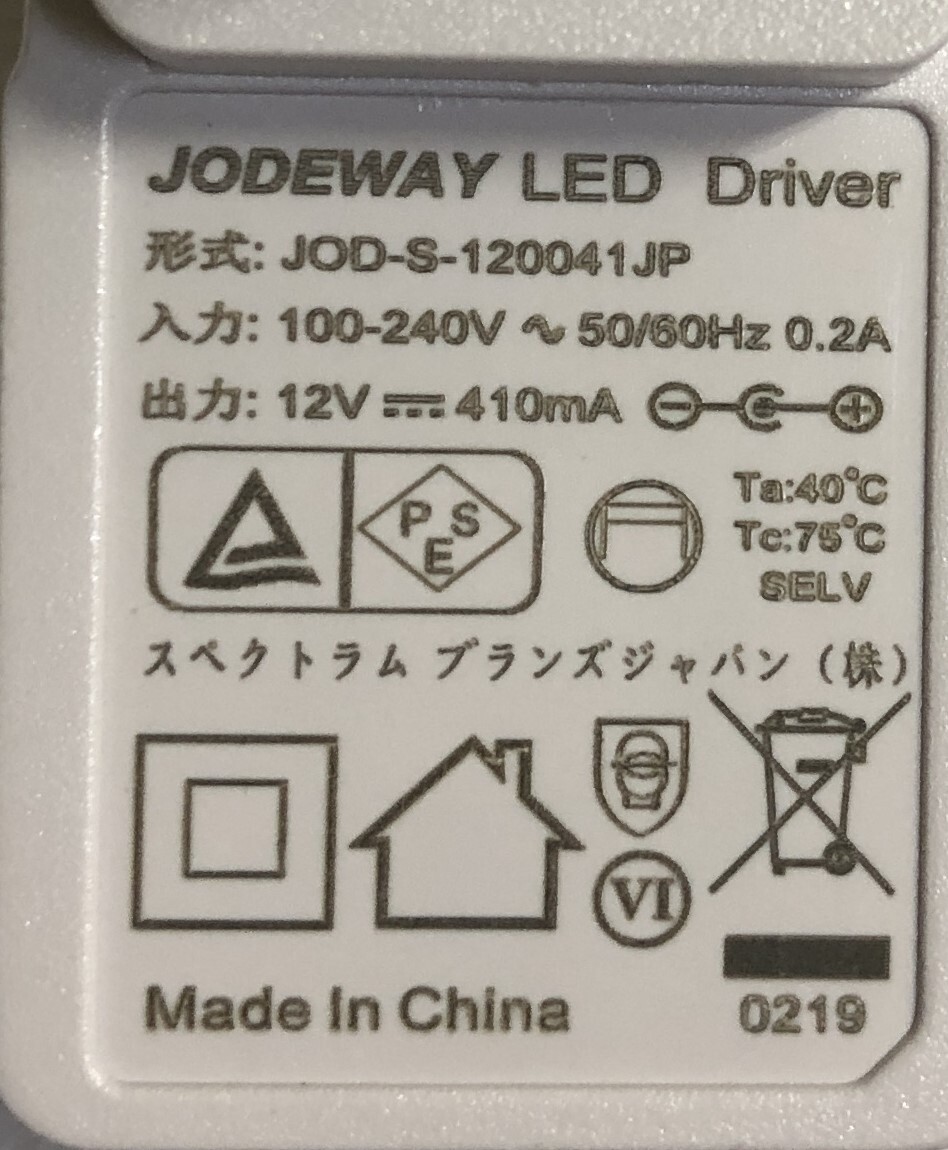 JODEWAY LED Driver
形式: JOD-S-120041JP
入力: 100-240V ∿ 50/60Hz 0.2A
出力: 12V ⎓ 410mA
PSE
Ta:40°C
Tc:75°C
SELV
スペクトラム ブランズジャパン（株）
VI
Made In China
0219